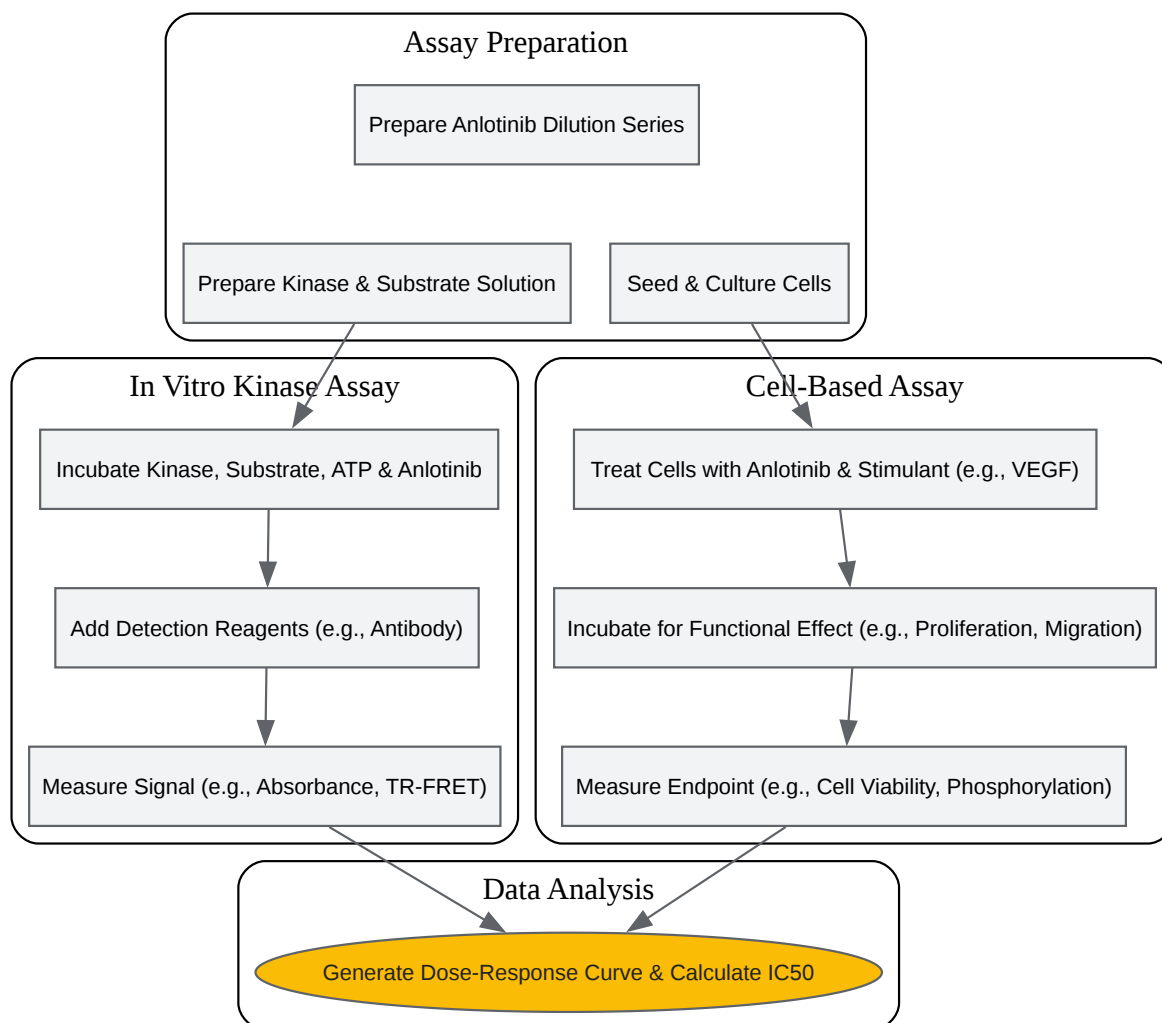 Assay Preparation
Prepare Anlotinib Dilution Series
Prepare Kinase & Substrate Solution
Seed & Culture Cells
In Vitro Kinase Assay
Incubate Kinase, Substrate, ATP & Anlotinib
Add Detection Reagents (e.g., Antibody)
Measure Signal (e.g., Absorbance, TR-FRET)
Cell-Based Assay
Treat Cells with Anlotinib & Stimulant (e.g., VEGF)
Incubate for Functional Effect (e.g., Proliferation, Migration)
Measure Endpoint (e.g., Cell Viability, Phosphorylation)
Data Analysis
Generate Dose-Response Curve & Calculate IC50